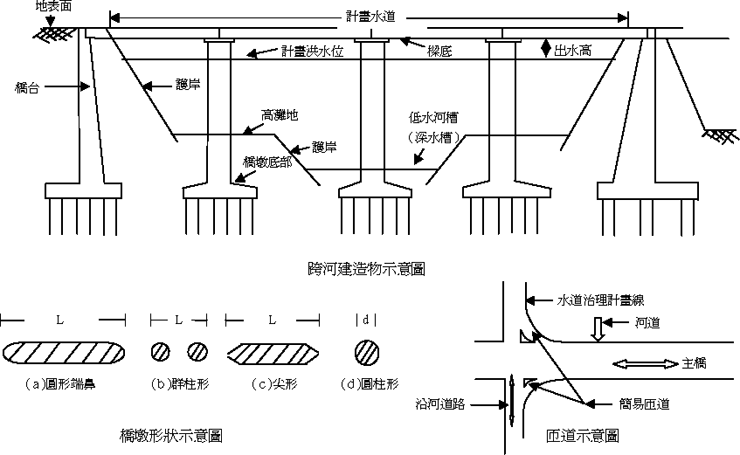 地表面
計畫水道
計畫洪水位
樑底
出水高
橋台
護岸
高灘地
低水河槽
(深水槽)
護岸
橋墩底部
跨河建造物示意圖
L
L
L
d
(a)圓形端鼻
(b)群柱形
(c)尖形
(d)圓柱形
橋墩形狀示意圖
水道治理計畫線
河道
主橋
沿河道路
簡易匝道
匝道示意圖